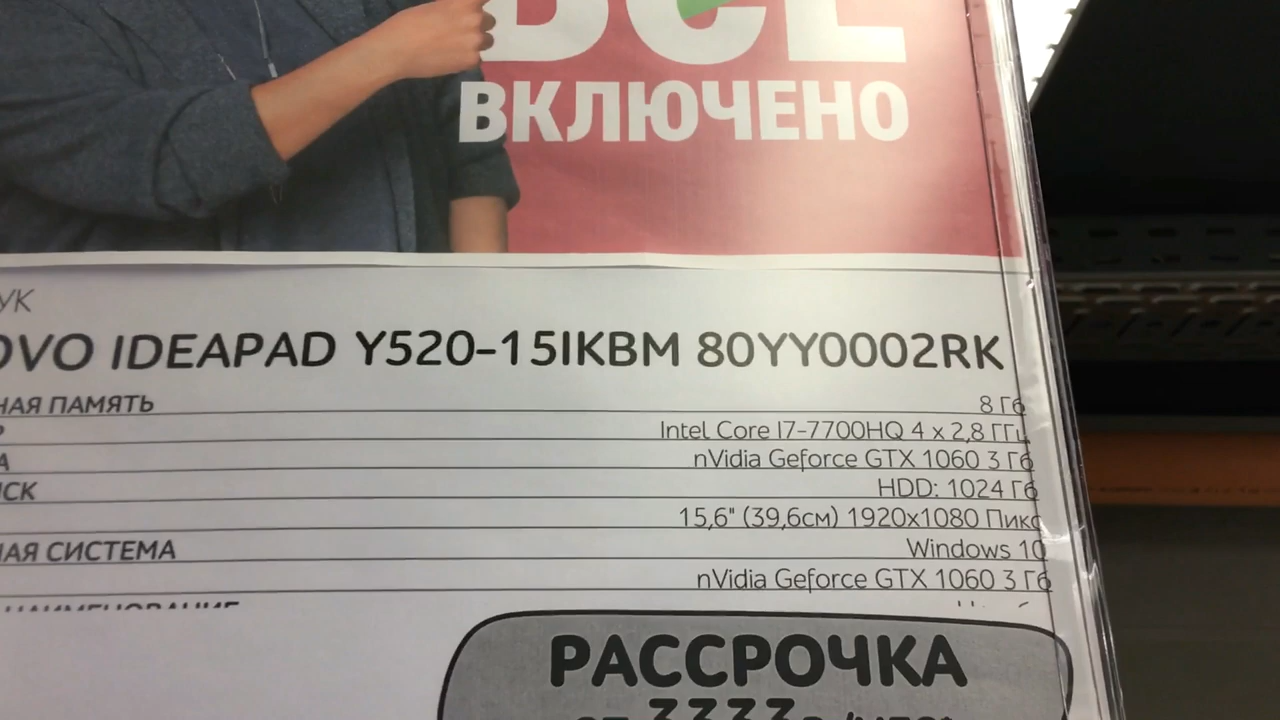 ВСЕ
ВКЛЮЧЕНО
УК
OVO IDEAPAD Y520-15IKBM 80YY0002RK
НАЯ ПАМЯТЬ 8 Гб
Р Intel Core I7-7700HQ 4 x 2,8 ГГц
А nVidia Geforce GTX 1060 3 Гб
ИСК HDD: 1024 Гб
15,6" (39,6см) 1920x1080 Пикс
НАЯ СИСТЕМА Windows 10
nVidia Geforce GTX 1060 3 Гб
НАИМЕНОВАНИЕ
РАССРОЧКА
ОТ 3333